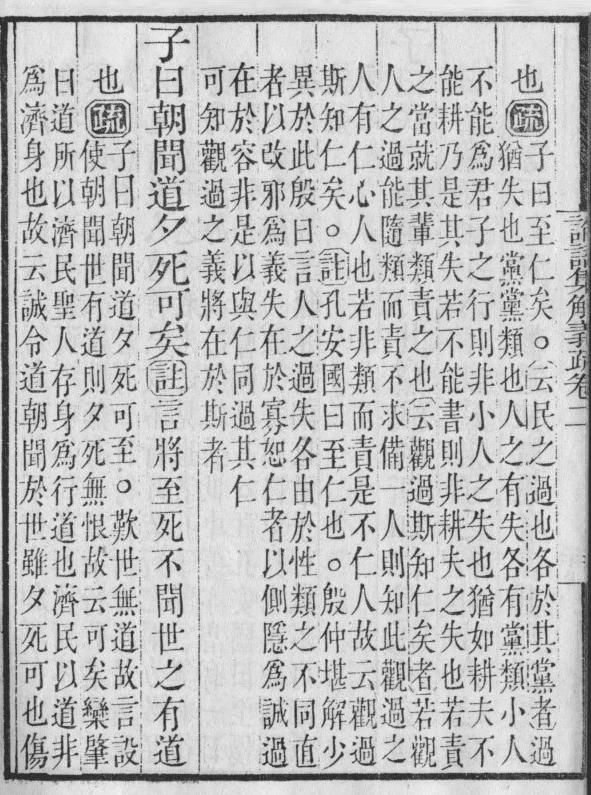 論語集解義疏卷二
也疏子曰至仁矣。云民之過也各於其黨者過
猶失也黨黨類也人之有失各有黨類小人
不能爲君子之行則非小人之失也猶如耕夫不
能耕乃是其失若不能書則非耕夫之失也若責
之當就其輩類責之也云觀過斯知仁矣者若觀
人之過能隨類而責不求備一人則知此觀過之
人有仁心人也若非類而責是不仁人故云觀過
斯知仁矣。註孔安國曰至仁也。殷仲堪解少
異於此殷曰言人之過失各由於性類之不同直
者以改邪爲義失在於寡恕仁者以側隱爲誠過
在於容非是以與仁同過其仁
可知觀過之義將在於斯者
子曰朝聞道夕死可矣註言將至死不聞世之有道
也疏子曰朝聞道夕死可至。歎世無道故言設
使朝聞世有道則夕死無恨故云可矣欒肇
曰道所以濟民聖人存身爲行道也濟民以道非
爲濟身也故云誠令道朝聞於世雖夕死可也傷